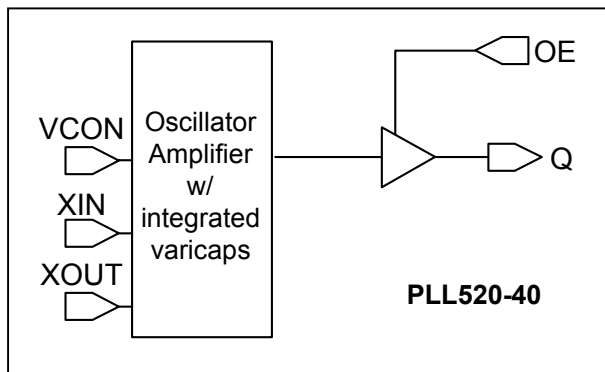 VCON
XIN
XOUT
Oscillator
Amplifier
w/
integrated
varicaps
OE
Q
PLL520-40